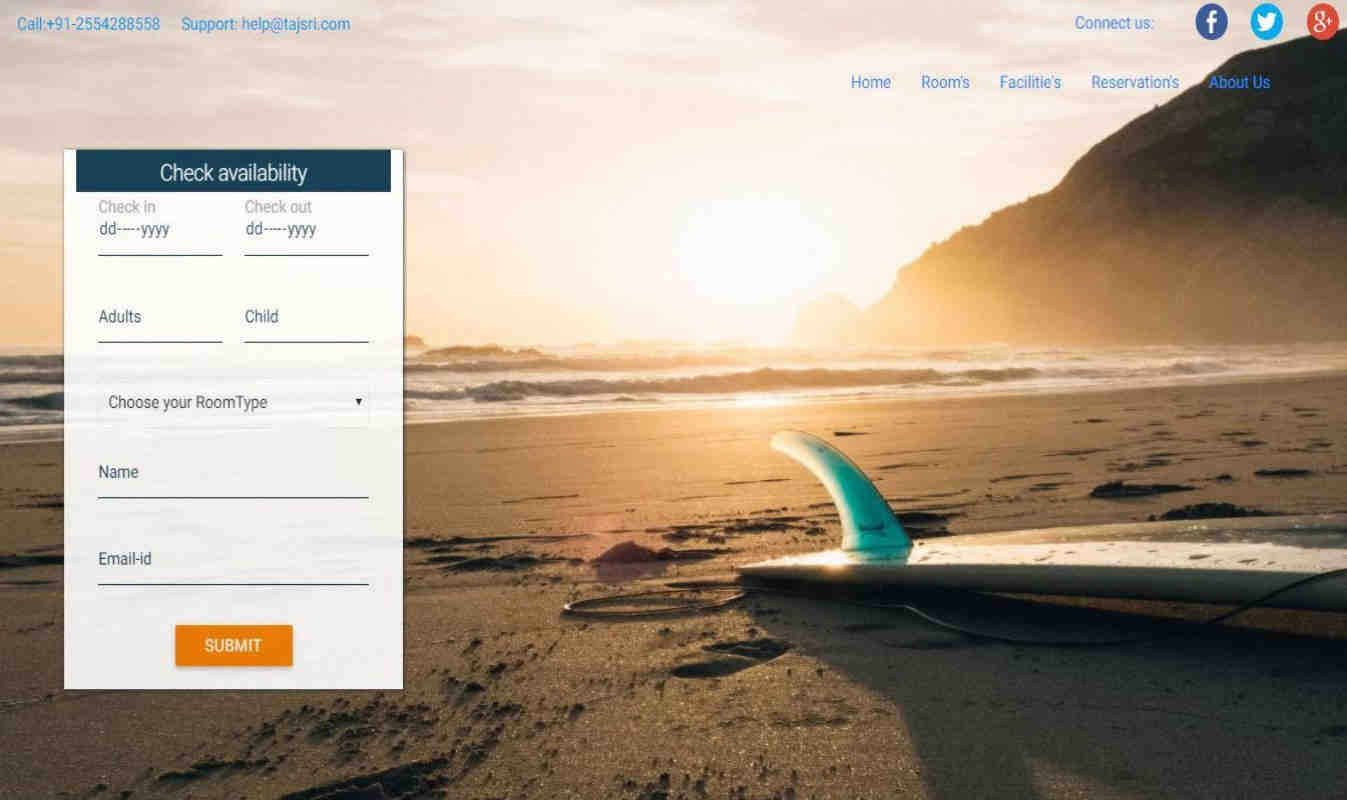 Call:+91-2554288558 Support: help@tajsri.com Connect us: f g+
Home Room's Facilitie's Reservation's About Us
Check availability
Check in Check out
dd-----yyyy dd-----yyyy
Adults Child
Choose your RoomType
Name
Email-id
SUBMIT